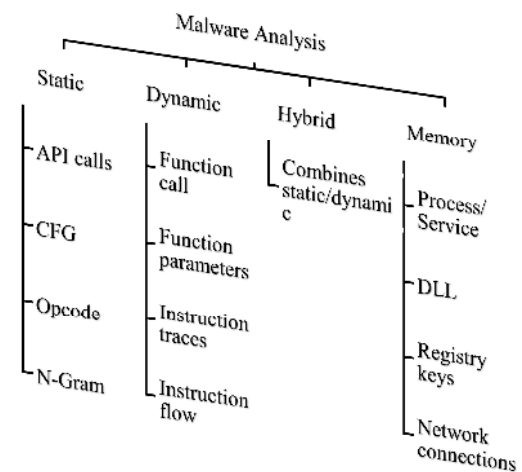 Malware Analysis
Static
API calls
CFG
Opcode
N-Gram
Dynamic
Function
call
Function
parameters
Instruction
traces
Instruction
flow
Hybrid
Combines
static/dynami
c
Memory
Process/
Service
DLL
Registry
keys
Network
connections